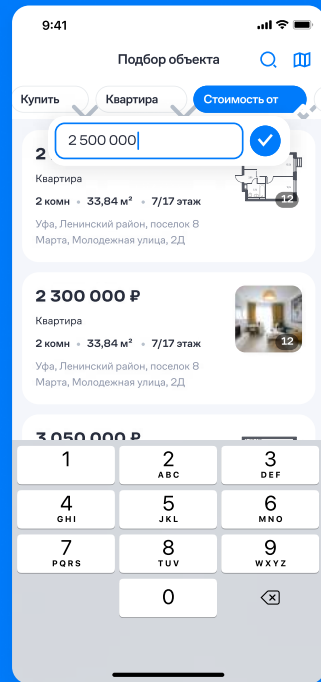 9:41
Подбор объекта
Купить
Квартира
Стоимость от
2 500 000
2
Квартира
2 комн • 33,84 м² • 7/17 этаж
Уфа, Ленинский район, поселок 8
Марта, Молодежная улица, 2Д
12
2 300 000 ₽
Квартира
2 комн • 33,84 м² • 7/17 этаж
Уфа, Ленинский район, поселок 8
Марта, Молодежная улица, 2Д
12
3 050 000 ₽
1
2
ABC
3
DEF
4
GHI
5
JKL
6
MNO
7
PQRS
8
TUV
9
WXYZ
0